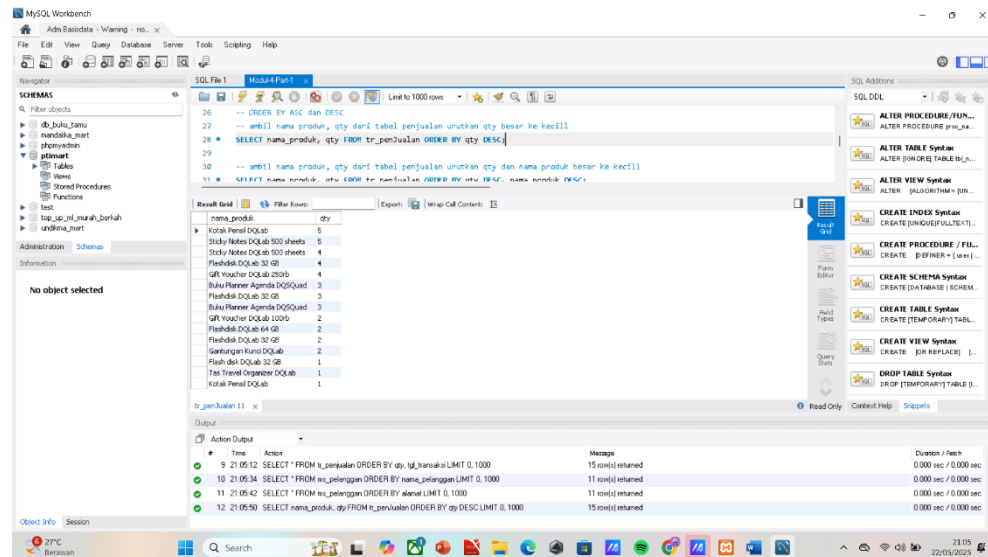 MySQL Workbench
Adm.Basisdata - Warning - no...
File Edit View Query Database Server Tools Scripting Help
Navigator
SCHEMAS
Filter objects
db_buku_tamu
mandalika_mart
phpmyadmin
ptimart
Tables
Views
Stored Procedures
Functions
test
top_up_ml_murah_berkah
undikma_mart
Administration Schemas
Information
No object selected
Object Info Session
SQL File 1 Modul-4-Part-1
Limit to 1000 rows
26 -- ORDER BY ASC dan DESC
27 -- ambil nama produk, qty dari tabel penjualan urutkan qty besar ke kecill
28 SELECT nama_produk, qty FROM tr_penJualan ORDER BY qty DESC;
29
30 -- ambil nama produk, qty dari tabel penjualan urutkan qty dan nama produk besar ke kecill
31 SELECT nama_produk, qty FROM tr_penjualan ORDER BY qty DESC, nama_produk DESC;
Result Grid Filter Rows: Export: Wrap Cell Content:
nama_produk qty
Kotak Pensil DQLab 5
Sticky Notes DQLab 500 sheets 5
Sticky Notes DQLab 500 sheets 4
Flashdisk DQLab 32 GB 4
Gift Voucher DQLab 250rb 4
Buku Planner Agenda DQSQuad 3
Flashdisk DQLab 32 GB 3
Buku Planner Agenda DQSQuad 3
Gift Voucher DQLab 100rb 2
Flashdisk DQLab 64 GB 2
Flashdisk DQLab 32 GB 2
Gantungan Kunci DQLab 2
Flash disk DQLab 32 GB 1
Tas Travel Organizer DQLab 1
Kotak Pensil DQLab 1
Result Grid
Form Editor
Field Types
Query Stats
tr_penJualan 11
Read Only
Output
Action Output
# Time Action Message Duration / Fetch
9 21:05:12 SELECT * FROM tr_penjualan ORDER BY qty, tgl_transaksi LIMIT 0, 1000 15 row(s) returned 0.000 sec / 0.000 sec
10 21:05:34 SELECT * FROM ms_pelanggan ORDER BY nama_pelanggan LIMIT 0, 1000 11 row(s) returned 0.000 sec / 0.000 sec
11 21:05:42 SELECT * FROM ms_pelanggan ORDER BY alamat LIMIT 0, 1000 11 row(s) returned 0.000 sec / 0.000 sec
12 21:05:50 SELECT nama_produk, qty FROM tr_penJualan ORDER BY qty DESC LIMIT 0, 1000 15 row(s) returned 0.000 sec / 0.000 sec
SQL Additions
SQL DDL
ALTER PROCEDURE/FUN...
ALTER PROCEDURE proc_na...
ALTER TABLE Syntax
ALTER [IGNORE] TABLE tbl_n...
ALTER VIEW Syntax
ALTER [ALGORITHM = {UN...
CREATE INDEX Syntax
CREATE [UNIQUE|FULLTEXT|...
CREATE PROCEDURE / FU...
CREATE [DEFINER = { user | ...
CREATE SCHEMA Syntax
CREATE {DATABASE | SCHEM...
CREATE TABLE Syntax
CREATE [TEMPORARY] TABL...
CREATE VIEW Syntax
CREATE [OR REPLACE] [...
DROP TABLE Syntax
DROP [TEMPORARY] TABLE [I...
Context Help Snippets
27°C
Berawan
Search
21:05
22/05/2025